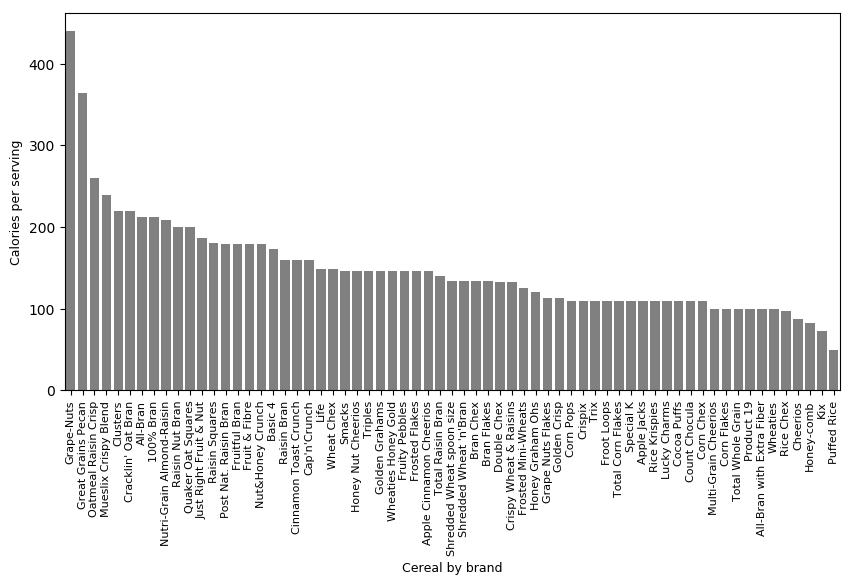 400
300
200
100
0
Calories per serving
Grape-Nuts
Great Grains Pecan
Oatmeal Raisin Crisp
Mueslix Crispy Blend
Clusters
Cracklin' Oat Bran
All-Bran
100% Bran
Nutri-Grain Almond-Raisin
Raisin Nut Bran
Quaker Oat Squares
Just Right Fruit & Nut
Raisin Squares
Post Nat. Raisin Bran
Fruitful Bran
Fruit & Fibre
Nut&Honey Crunch
Basic 4
Raisin Bran
Cinnamon Toast Crunch
Cap'n'Crunch
Life
Wheat Chex
Smacks
Honey Nut Cheerios
Triples
Golden Grahams
Wheaties Honey Gold
Fruity Pebbles
Frosted Flakes
Apple Cinnamon Cheerios
Total Raisin Bran
Shredded Wheat spoon size
Shredded Wheat 'n'Bran
Bran Chex
Bran Flakes
Double Chex
Crispy Wheat & Raisins
Frosted Mini-Wheats
Honey Graham Ohs
Grape Nuts Flakes
Golden Crisp
Corn Pops
Crispix
Trix
Froot Loops
Total Corn Flakes
Special K
Apple Jacks
Rice Krispies
Lucky Charms
Cocoa Puffs
Count Chocula
Corn Chex
Multi-Grain Cheerios
Corn Flakes
Total Whole Grain
Product 19
All-Bran with Extra Fiber
Wheaties
Rice Chex
Cheerios
Honey-comb
Kix
Puffed Rice
Cereal by brand